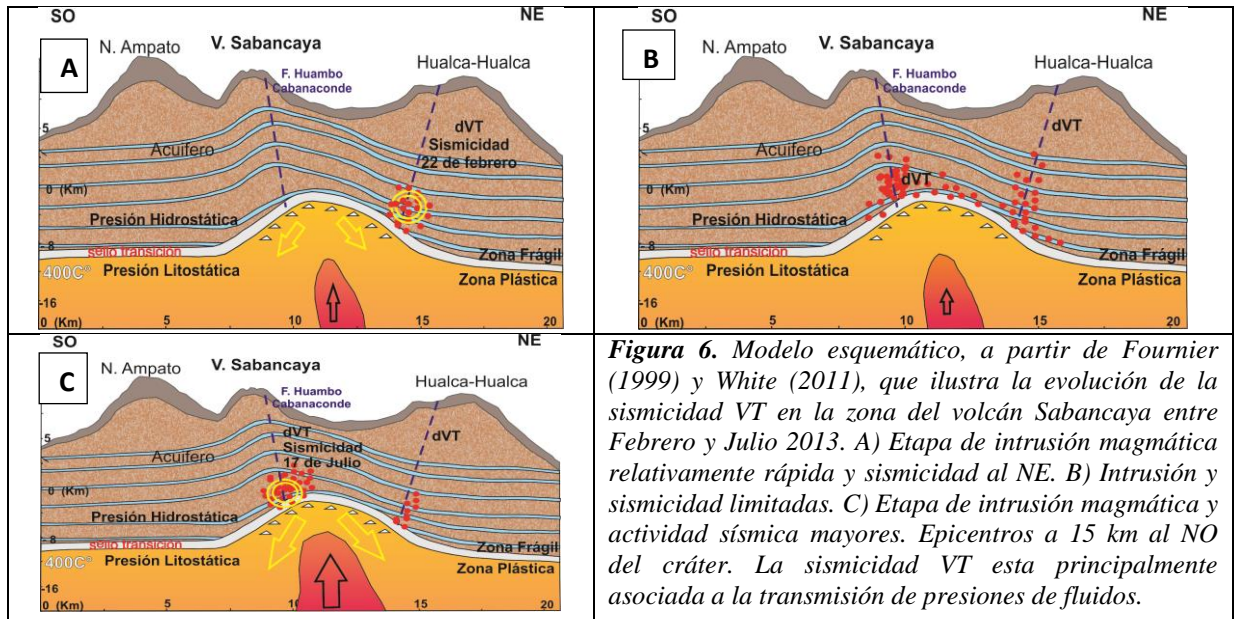 SO NE
N. Ampato V. Sabancaya
A
F. Huambo
Cabanaconde
Hualca-Hualca
dVT
Sismicidad
22 de febrero
5
Acuifero
0 (Km)
Presión Hidrostática
sello transición
-8
400C°
Presión Litostática
Zona Frágil
Zona Plástica
-16
0 (Km) 5 10 15 20
SO NE
N. Ampato V. Sabancaya
B
F. Huambo
Cabanaconde
Hualca-Hualca
dVT
5
Acuifero
dVT
0 (Km)
Presión Hidrostática
sello transición
-8
400C°
Presión Litostática
Zona Frágil
Zona Plástica
-16
0 (Km) 5 10 15 20
SO NE
N. Ampato V. Sabancaya
C
F. Huambo
Cabanaconde
Hualca-Hualca
dVT
Sismicidad
17 de Julio
dVT
5
Acuifero
0 (Km)
Presión Hidrostática
sello transición
-8
400C°
Presión Litostática
Zona Frágil
Zona Plástica
-16
0 (Km) 5 10 15 20
Figura 6. Modelo esquemático, a partir de Fournier
(1999) y White (2011), que ilustra la evolución de la
sismicidad VT en la zona del volcán Sabancaya entre
Febrero y Julio 2013. A) Etapa de intrusión magmática
relativamente rápida y sismicidad al NE. B) Intrusión y
sismicidad limitadas. C) Etapa de intrusión magmática y
actividad sísmica mayores. Epicentros a 15 km al NO
del cráter. La sismicidad VT esta principalmente
asociada a la transmisión de presiones de fluidos.